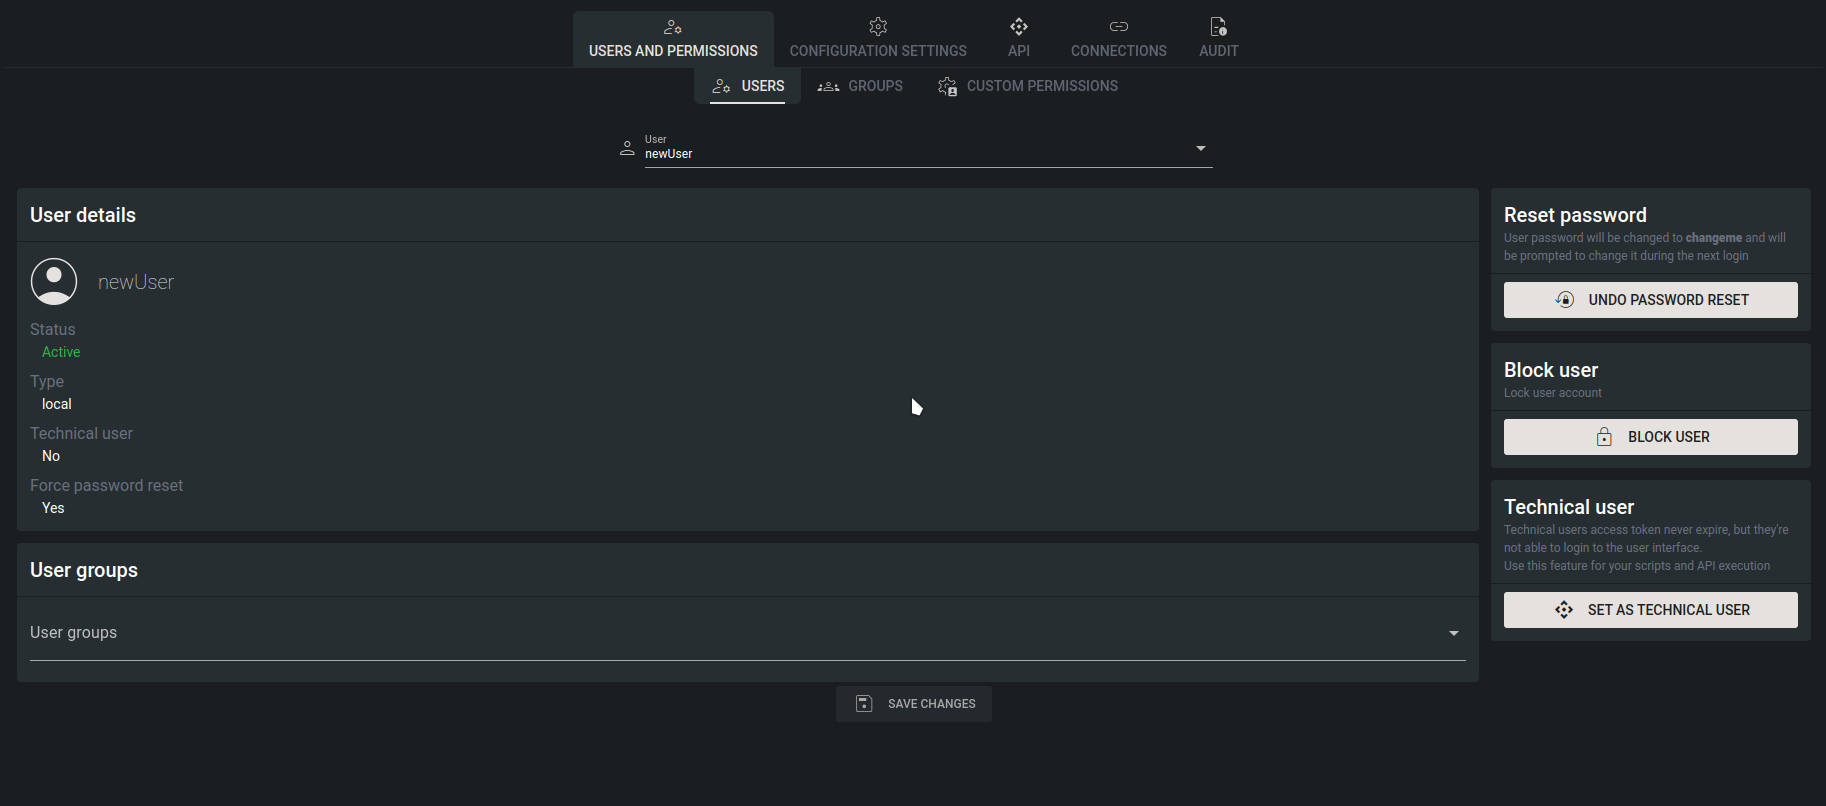 USERS AND PERMISSIONS
CONFIGURATION SETTINGS
API
CONNECTIONS
AUDIT
USERS
GROUPS
CUSTOM PERMISSIONS
User
newUser
User details
newUser
Status
Active
Type
local
Technical user
No
Force password reset
Yes
User groups
User groups
SAVE CHANGES
Reset password
User password will be changed to changeme and will
be prompted to change it during the next login
UNDO PASSWORD RESET
Block user
Lock user account
BLOCK USER
Technical user
Technical users access token never expire, but they're
not able to login to the user interface.
Use this feature for your scripts and API execution
SET AS TECHNICAL USER